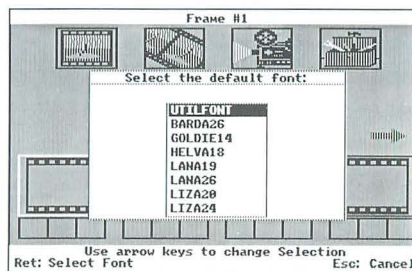 Frame #1
Select the default font:
UTILFONT
BARDA26
GOLDIE14
HELVA18
LANA19
LANA26
LIZA20
LIZA24
Use arrow keys to change Selection
Ret: Select Font Esc: Cancel